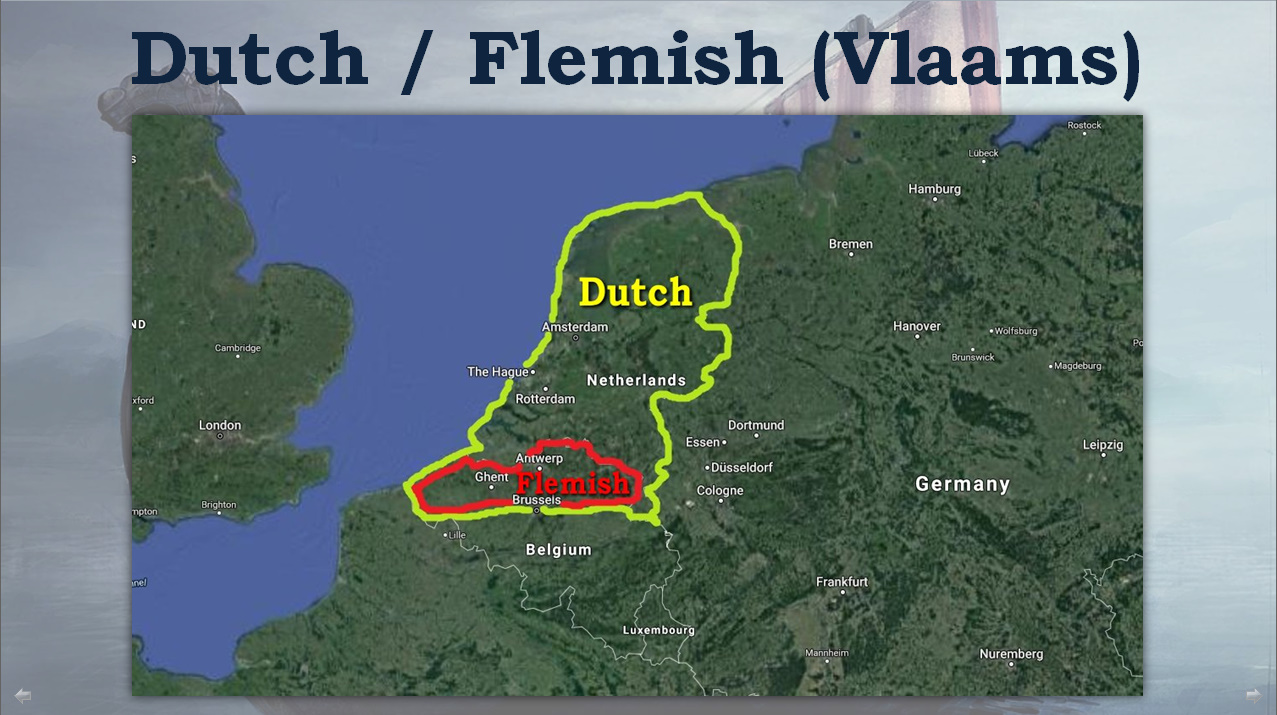 Dutch / Flemish (Vlaams)
Rostock
Lübeck
Hamburg
Bremen
Dutch
ND
Amsterdam
Hanover
Wolfsburg
Cambridge
Brunswick
Magdeburg
The Hague
Netherlands
xford
Rotterdam
London
Dortmund
Essen
Leipzig
Antwerp
Düsseldorf
Ghent
Flemish
Cologne
Germany
Brussels
Brighton
mpton
Lille
Belgium
nel
Frankfurt
Luxembourg
Mannheim
Nuremberg